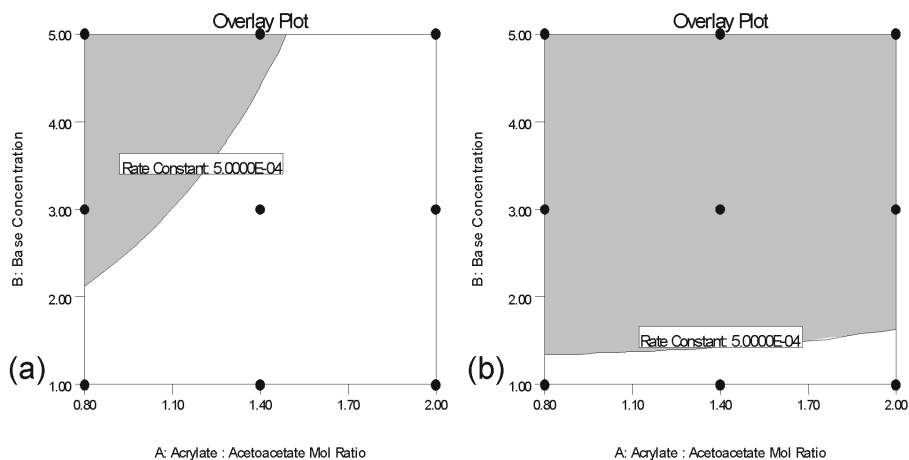 Overlay Plot
5.00
4.00
3.00
2.00
1.00
B: Base Concentration
Rate Constant: 5.0000E-04
(a)
0.80
1.10
1.40
1.70
2.00
A: Acrylate : Acetoacetate Mol Ratio
Overlay Plot
5.00
4.00
3.00
2.00
1.00
B: Base Concentration
Rate Constant: 5.0000E-04
(b)
0.80
1.10
1.40
1.70
2.00
A: Acrylate : Acetoacetate Mol Ratio